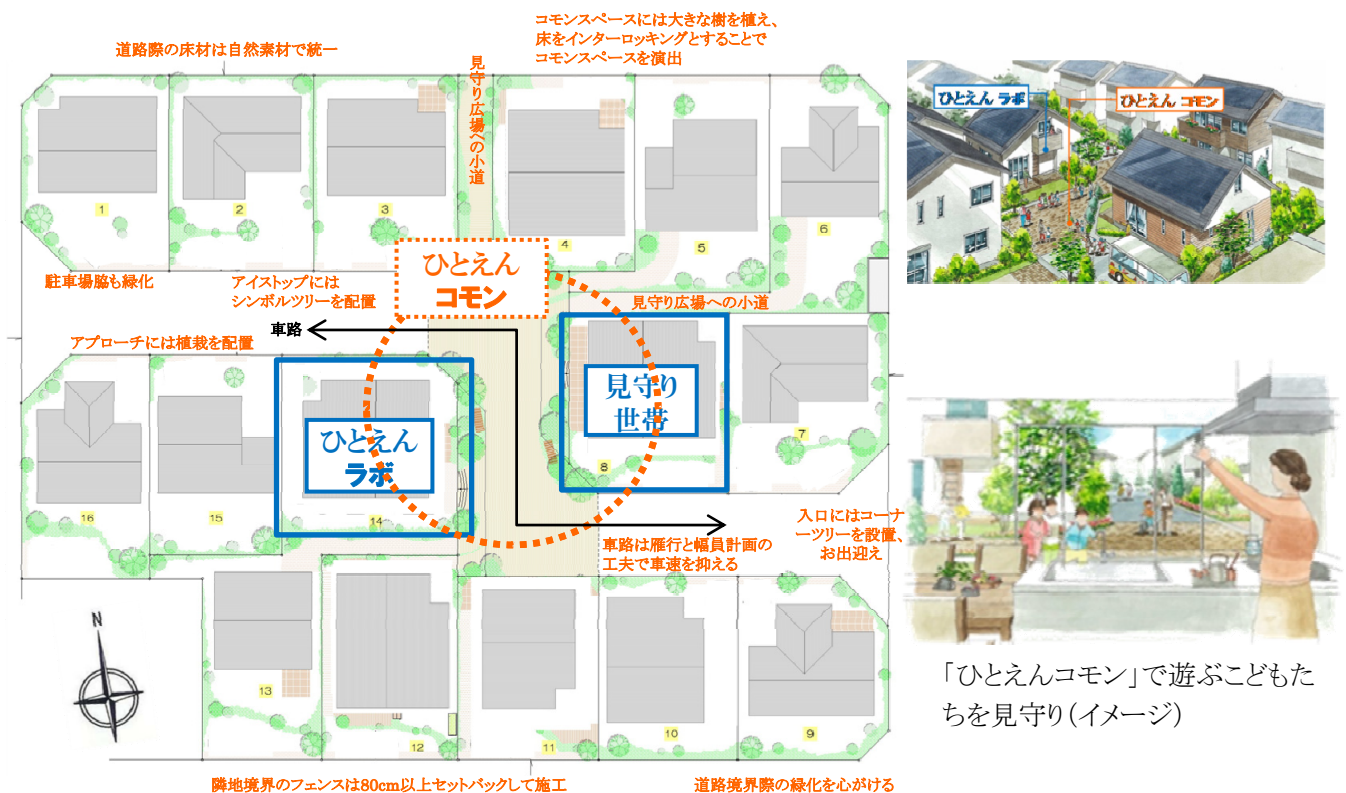 コモンスペースには大きな樹を植え、
床をインターロッキングとすることで
コモンスペースを演出
道路際の床材は自然素材で統一
見守り広場への小道
ひとえん ラボ
ひとえん コモン
1
2
3
4
5
6
駐車場脇も緑化
アイストップには
シンボルツリーを配置
ひとえん
コモン
見守り広場への小道
車路
アプローチには植栽を配置
見守り
世帯
ひとえん
ラボ
7
8
16
15
14
車路は雁行と幅員計画の
工夫で車速を抑える
入口にはコーナ
ーツリーを設置、
お出迎え
N
13
12
11
10
9
「ひとえんコモン」で遊ぶこどもた
ちを見守り(イメージ)
隣地境界のフェンスは80cm以上セットバックして施工
道路境界際の緑化を心がける